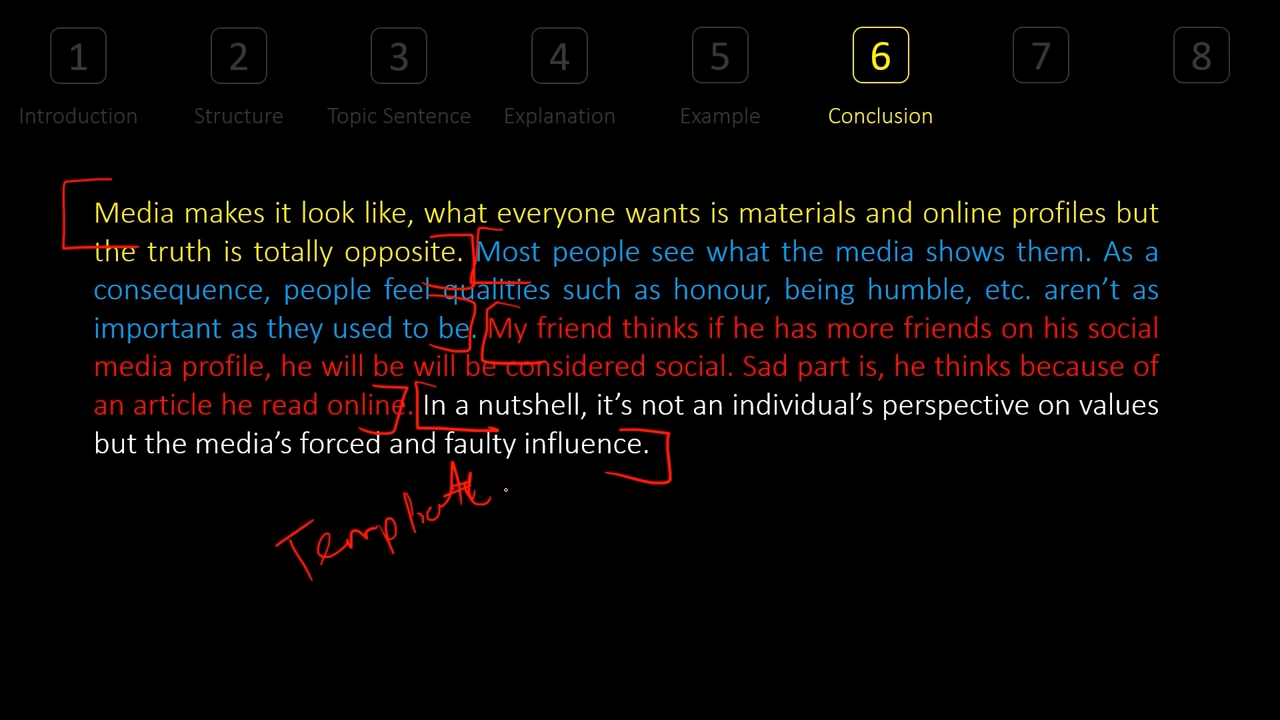 1 2 3 4 5 6 7 8
Introduction Structure Topic Sentence Explanation Example Conclusion
Media makes it look like, what everyone wants is materials and online profiles but
the truth is totally opposite. Most people see what the media shows them. As a
consequence, people feel qualities such as honour, being humble, etc. aren’t as
important as they used to be. My friend thinks if he has more friends on his social
media profile, he will be will be considered social. Sad part is, he thinks because of
an article he read online. In a nutshell, it’s not an individual’s perspective on values
but the media’s forced and faulty influence.
Template